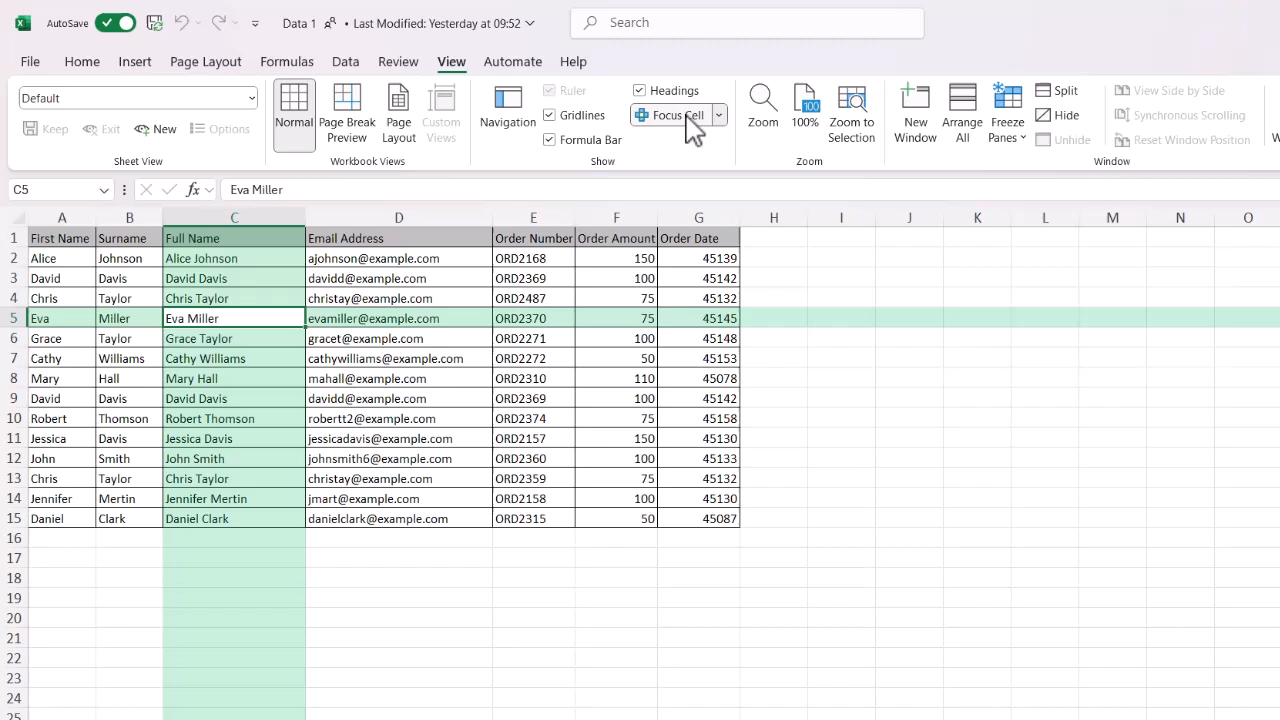 AutoSave Data 1 • Last Modified: Yesterday at 09:52 Search
File Home Insert Page Layout Formulas Data Review View Automate Help
Default
Keep Exit New Options
Sheet View
Normal Page Break Preview Page Layout Custom Views
Workbook Views
Navigation
Ruler Headings
Gridlines Focus Cell
Formula Bar
Show
Zoom 100% Zoom to Selection
100
Zoom
New Window Arrange All Freeze Panes
Split View Side by Side
Hide Synchronous Scrolling
Unhide Reset Window Position
Window
C5 fx Eva Miller
A B C D E F G H I J K L M N O
1 First Name Surname Full Name Email Address Order Number Order Amount Order Date
2 Alice Johnson Alice Johnson ajohnson@example.com ORD2168 150 45139
3 David Davis David Davis davidd@example.com ORD2369 100 45142
4 Chris Taylor Chris Taylor christay@example.com ORD2487 75 45132
5 Eva Miller Eva Miller evamiller@example.com ORD2370 75 45145
6 Grace Taylor Grace Taylor gracet@example.com ORD2271 100 45148
7 Cathy Williams Cathy Williams cathywilliams@example.com ORD2272 50 45153
8 Mary Hall Mary Hall mahall@example.com ORD2310 110 45078
9 David Davis David Davis davidd@example.com ORD2369 100 45142
10 Robert Thomson Robert Thomson robertt2@example.com ORD2374 75 45158
11 Jessica Davis Jessica Davis jessicadavis@example.com ORD2157 150 45130
12 John Smith John Smith johnsmith6@example.com ORD2360 100 45133
13 Chris Taylor Chris Taylor christay@example.com ORD2359 75 45132
14 Jennifer Mertin Jennifer Mertin jmart@example.com ORD2158 100 45130
15 Daniel Clark Daniel Clark danielclark@example.com ORD2315 50 45087
16
17
18
19
20
21
22
23
24
25